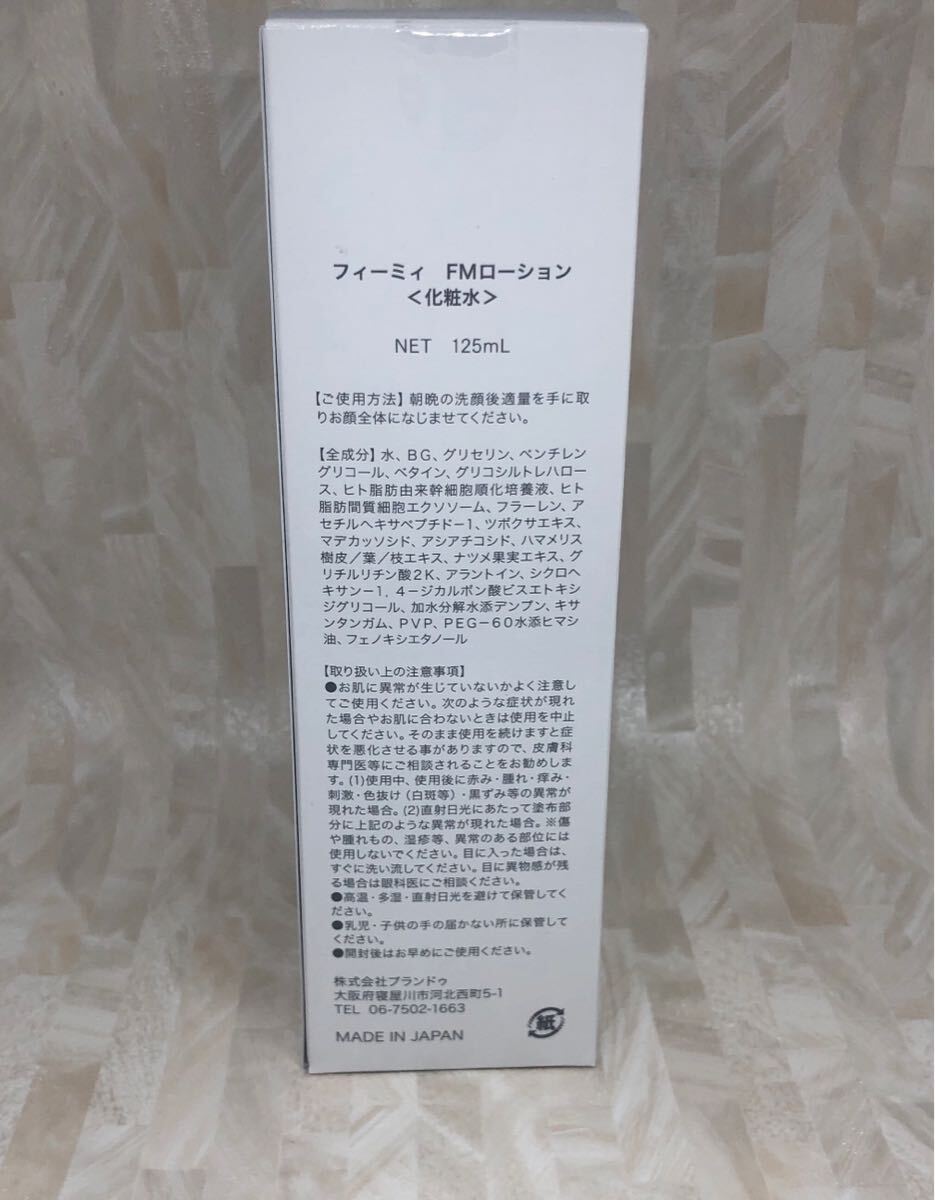 フィーミィ　FMローション
＜化粧水＞
NET　125mL
【ご使用方法】朝晩の洗顔後適量を手に取
りお顔全体になじませてください。
【全成分】水、BG、グリセリン、ペンチレン
グリコール、ベタイン、グリコシルトレハロー
ス、ヒト脂肪由来幹細胞順化培養液、ヒト
脂肪間質細胞エクソソーム、フラーレン、ア
セチルヘキサペプチド－1、ツボクサエキス、
マデカッソシド、アシアチコシド、ハマメリス
樹皮／葉／枝エキス、ナツメ果実エキス、グ
リチルリチン酸2K、アラントイン、シクロヘ
キサン－1，4－ジカルボン酸ビスエトキシ
ジグリコール、加水分解水添デンプン、キサ
ンタンガム、PVP、PEG－60水添ヒマシ
油、フェノキシエタノール
【取り扱い上の注意事項】
●お肌に異常が生じていないかよく注意し
てご使用ください。次のような症状が現れ
た場合やお肌に合わないときは使用を中止
してください。そのまま使用を続けますと症
状を悪化させる事がありますので、皮膚科
専門医等にご相談されることをお勧めしま
す。(1)使用中、使用後に赤み・腫れ・痒み・
刺激・色抜け（白斑等）・黒ずみ等の異常が
現れた場合。(2)直射日光にあたって塗布部
分に上記のような異常が現れた場合。※傷
や腫れもの、湿疹等、異常のある部位には
使用しないでください。目に入った場合は、
すぐに洗い流してください。目に異物感が残
る場合は眼科医にご相談ください。
●高温・多湿・直射日光を避けて保管してく
ださい。
●乳児・子供の手の届かない所に保管して
ください。
●開封後はお早めにご使用ください。
株式会社プランドゥ
大阪府寝屋川市河北西町5-1
TEL 06-7502-1663
MADE IN JAPAN
紙